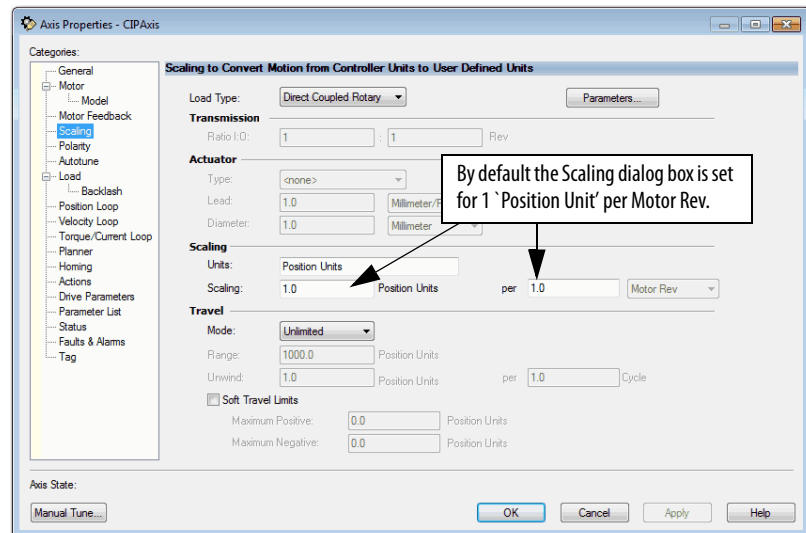 Axis Properties - CIPAxis
Categories:
General
Motor
Model
Motor Feedback
Scaling
Polarity
Autotune
Load
Backlash
Position Loop
Velocity Loop
Torque/Current Loop
Planner
Homing
Actions
Drive Parameters
Parameter List
Status
Faults & Alarms
Tag
Scaling to Convert Motion from Controller Units to User Defined Units
Load Type: Direct Coupled Rotary Parameters...
Transmission
Ratio I:O: 1 : 1 Rev
Actuator
Type: <none>
Lead: 1.0 Millimeter/R
Diameter: 1.0 Millimeter
By default the Scaling dialog box is set
for 1 `Position Unit’ per Motor Rev.
Scaling
Units: Position Units
Scaling: 1.0 Position Units per 1.0 Motor Rev
Travel
Mode: Unlimited
Range: 1000.0 Position Units
Unwind: 1.0 Position Units per 1.0 Cycle
Soft Travel Limits
Maximum Positive: 0.0 Position Units
Maximum Negative: 0.0 Position Units
Axis State:
Manual Tune... OK Cancel Apply Help